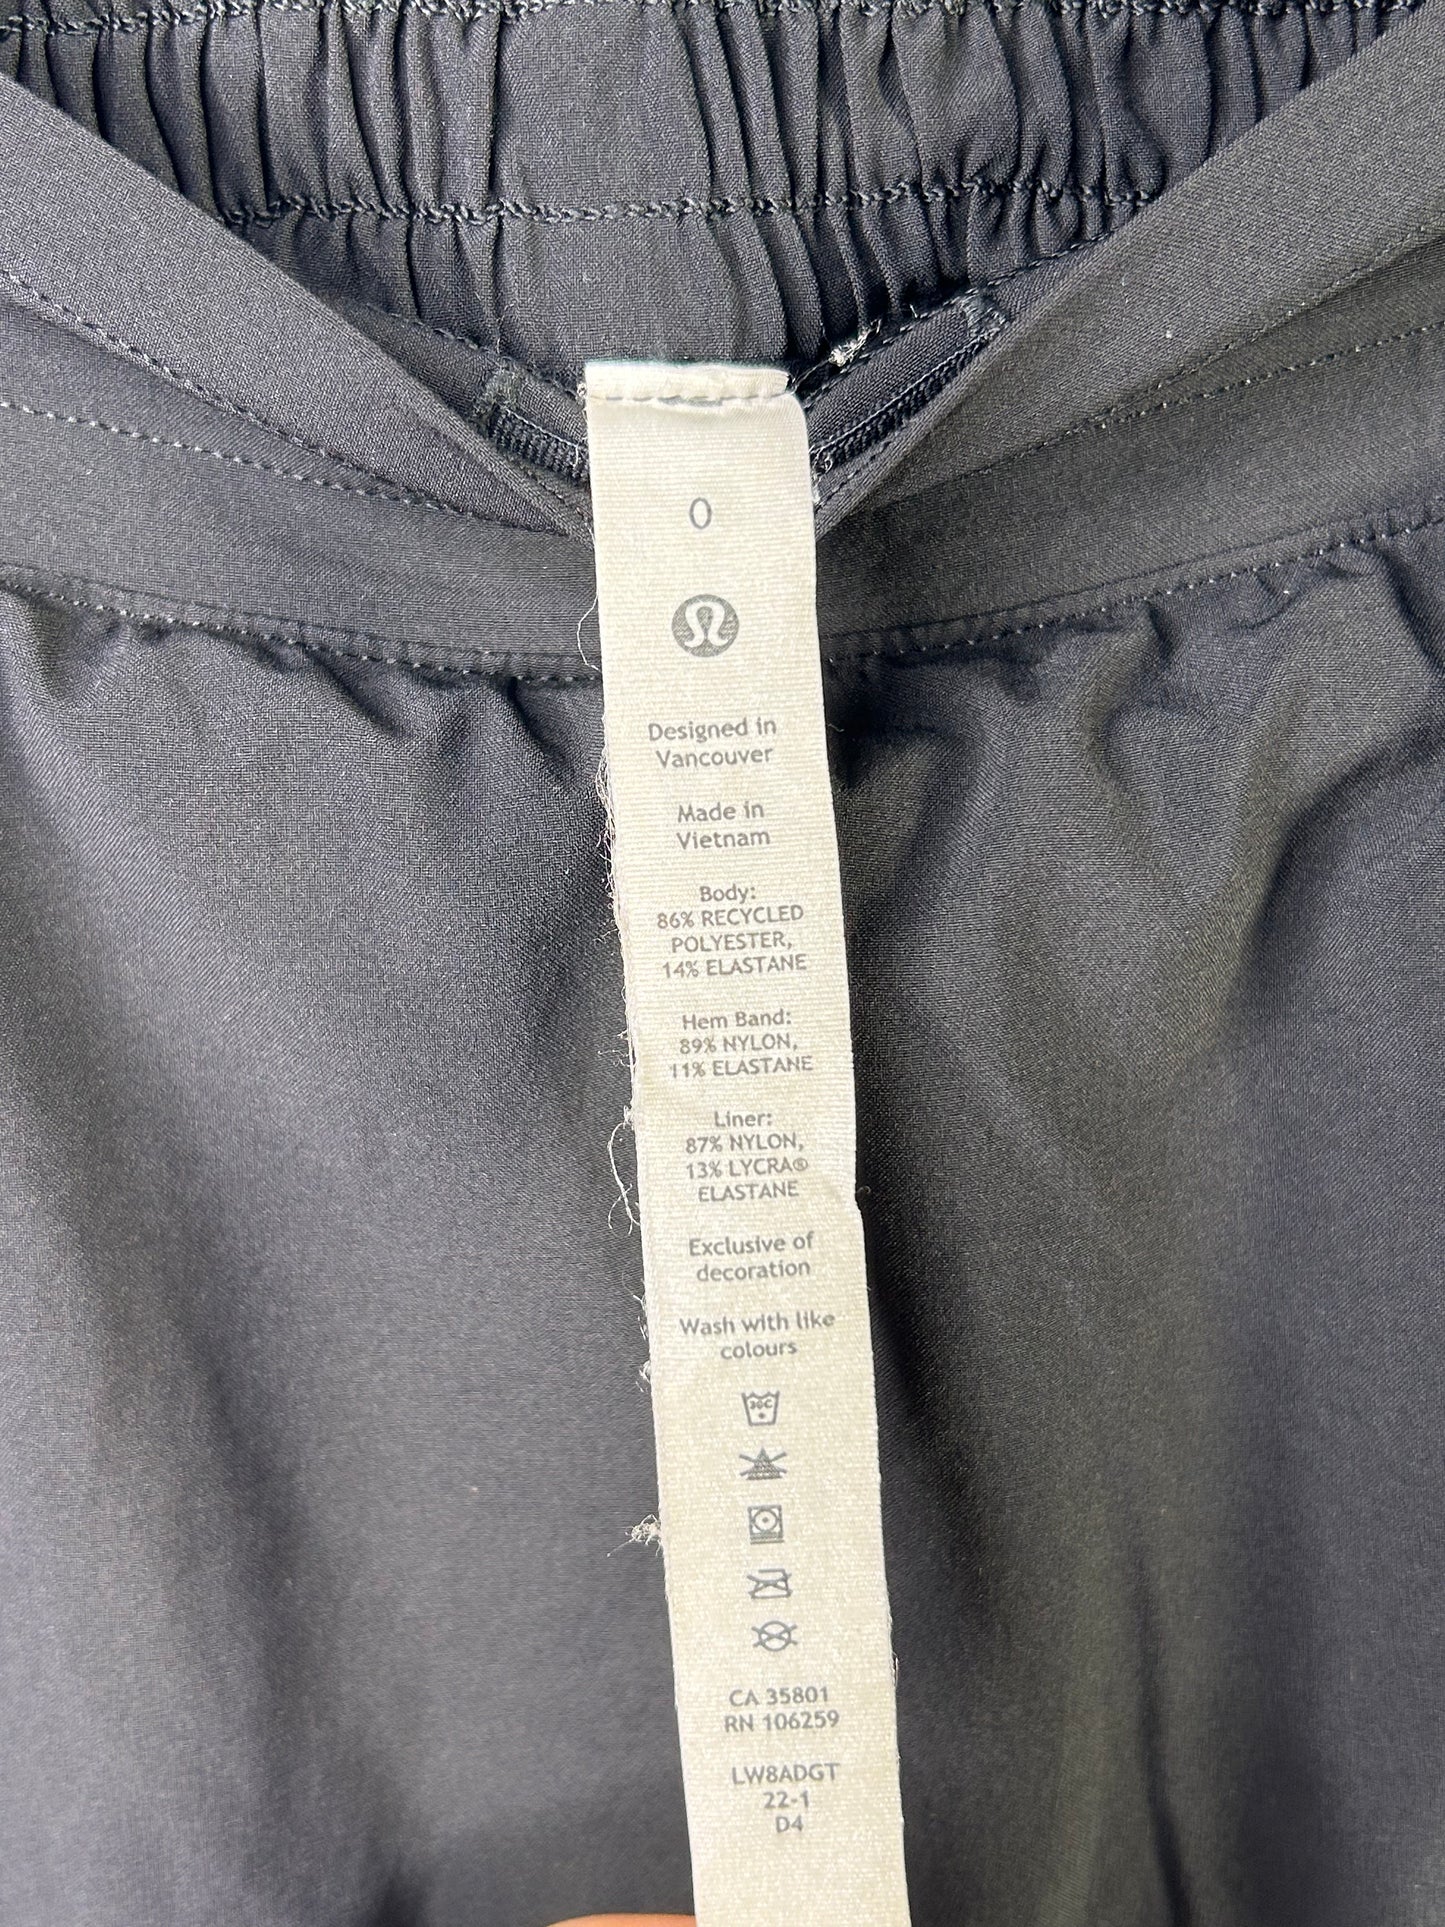 0
Designed in
Vancouver
Made in
Vietnam
Body:
86% RECYCLED
POLYESTER,
14% ELASTANE
Hem Band:
89% NYLON,
11% ELASTANE
Liner:
87% NYLON,
13% LYCRA®
ELASTANE
Exclusive of
decoration
Wash with like
colours
30C
CA 35801
RN 106259
LW8ADGT
22-1
D4